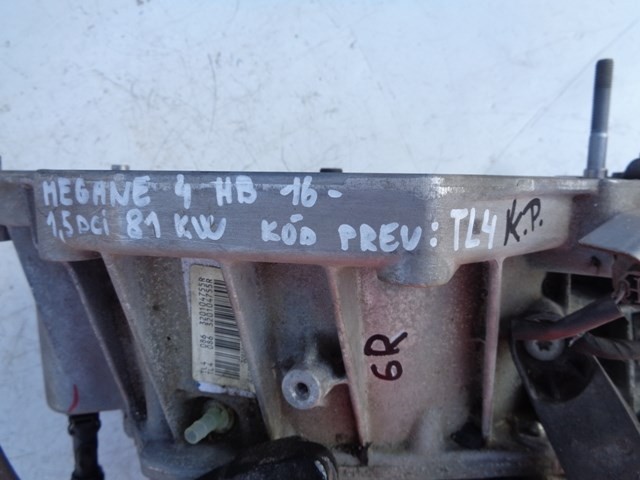 MEGANE 4 HB 16-
1,5 DCi 81 KW KÓD PREV: TL4 K.P.
6R